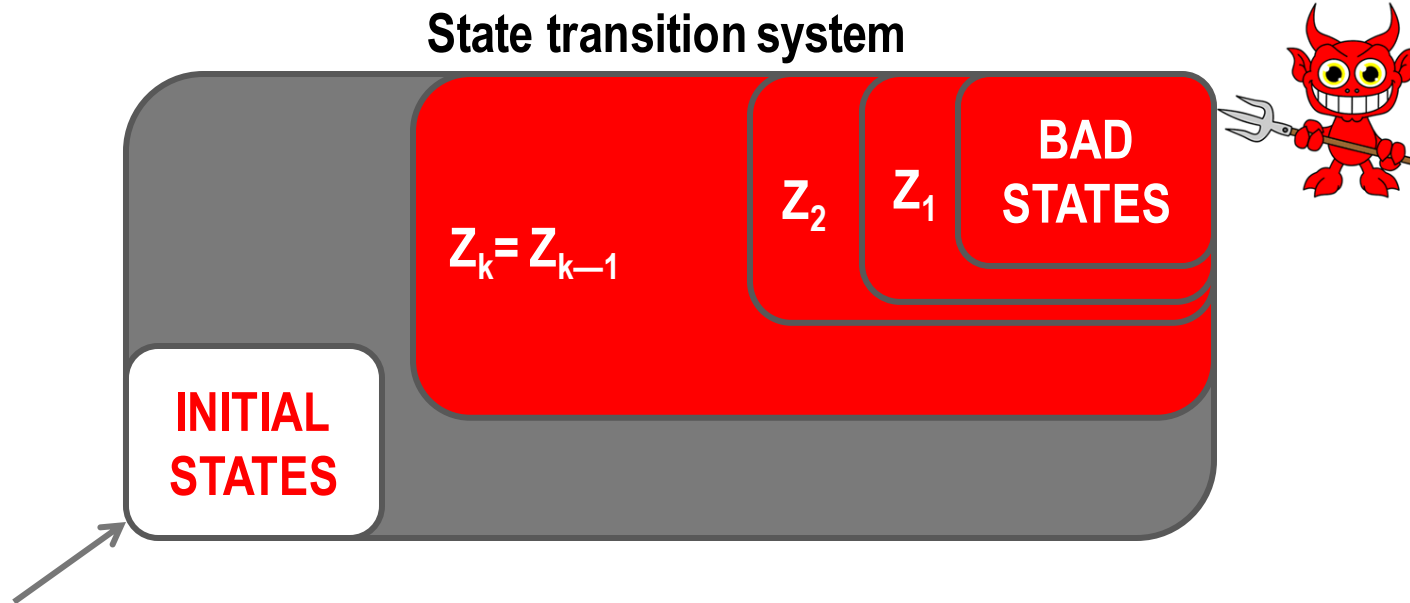 State transition system
BAD
STATES
Z₁
Z₂
Zₖ= Zₖ—₁
INITIAL
STATES